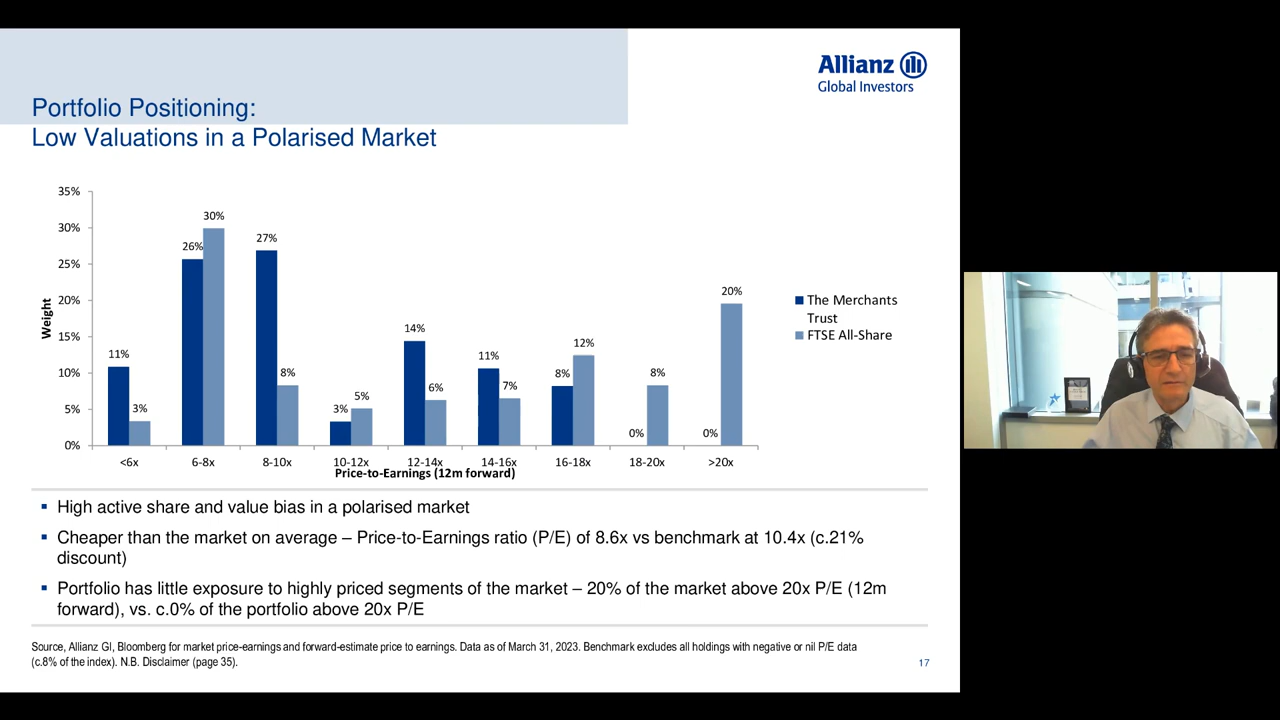 Allianz
Global Investors
Portfolio Positioning:
Low Valuations in a Polarised Market
35%
30%
25%
20%
15%
10%
5%
0%
Weight
11%
3%
26%
30%
27%
8%
3%
5%
14%
6%
11%
7%
8%
12%
0%
8%
0%
20%
<6x
6-8x
8-10x
10-12x
12-14x
14-16x
16-18x
18-20x
>20x
Price-to-Earnings (12m forward)
The Merchants
Trust
FTSE All-Share
▪ High active share and value bias in a polarised market
▪ Cheaper than the market on average – Price-to-Earnings ratio (P/E) of 8.6x vs benchmark at 10.4x (c.21%
discount)
▪ Portfolio has little exposure to highly priced segments of the market – 20% of the market above 20x P/E (12m
forward), vs. c.0% of the portfolio above 20x P/E
Source, Allianz GI, Bloomberg for market price-earnings and forward-estimate price to earnings. Data as of March 31, 2023. Benchmark excludes all holdings with negative or nil P/E data
(c.8% of the index). N.B. Disclaimer (page 35).
17